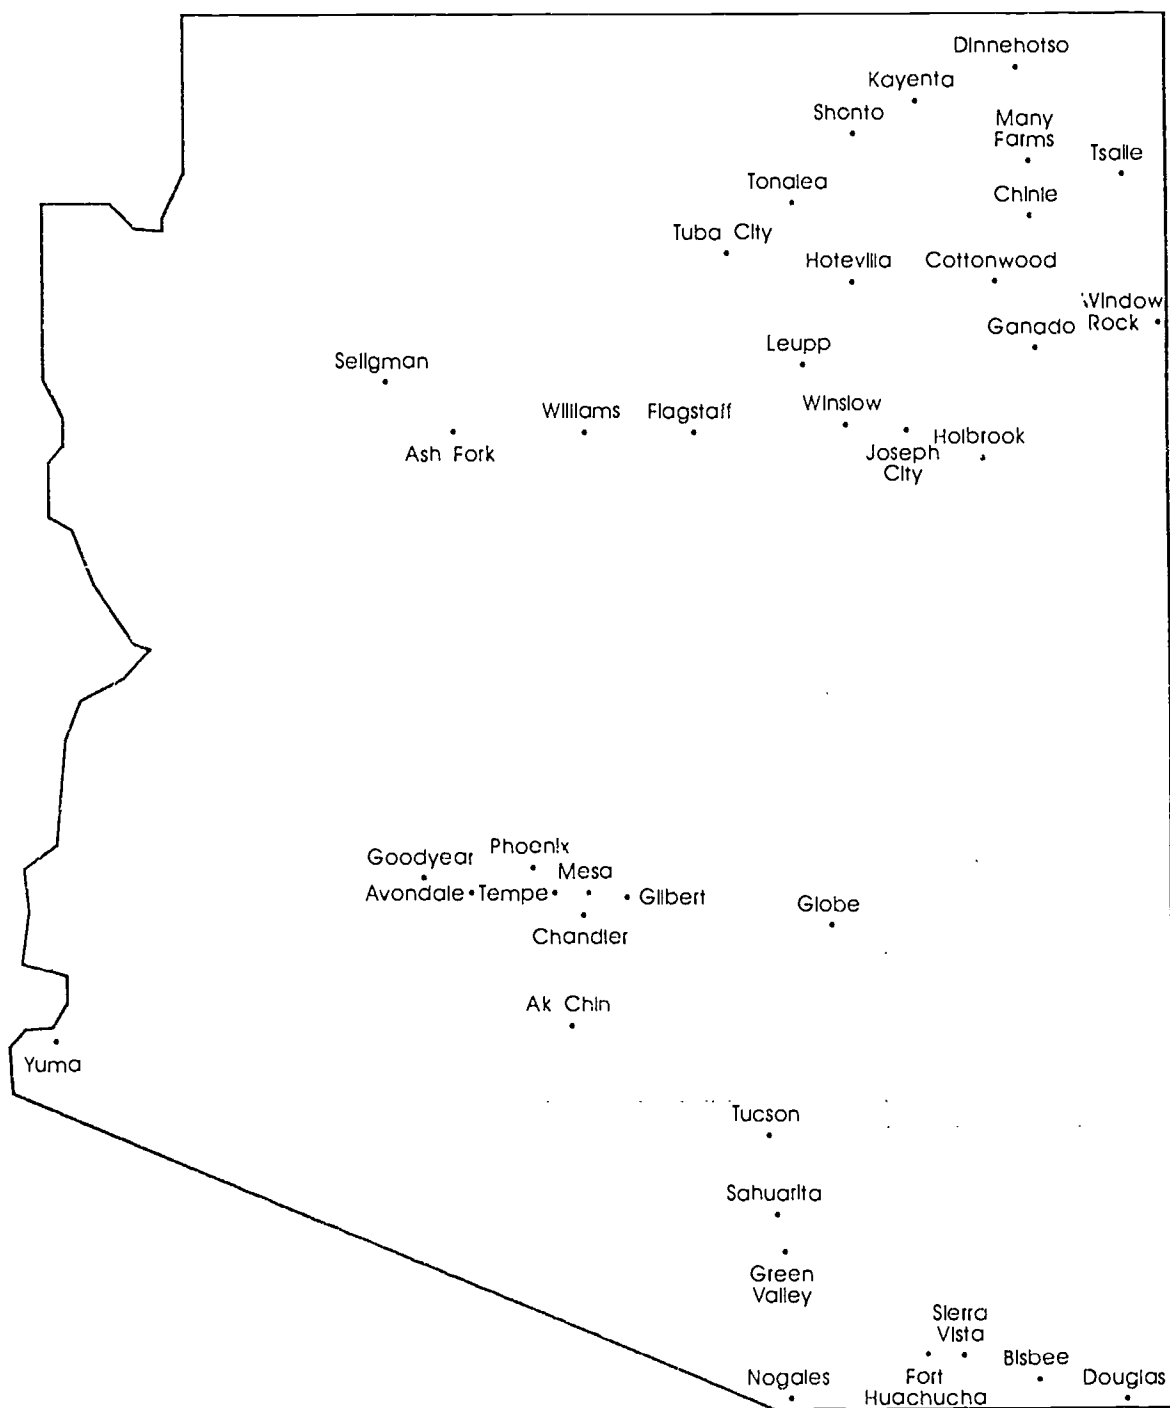 Dinnehotso
Kayenta
Shonto
Many
Farms
Tsaile
Tonalea
Chinle
Tuba City
Hotevilla
Cottonwood
Window
Rock
Ganado
Leupp
Seligman
Williams
Flagstaff
Winslow
Ash Fork
Joseph
City
Holbrook
Goodyear
Phoenix
Mesa
Avondale
Tempe
Gilbert
Globe
Chandler
Ak Chin
Yuma
Tucson
Sahuarita
Green
Valley
Sierra
Vista
Bisbee
Nogales
Fort
Huachucha
Douglas